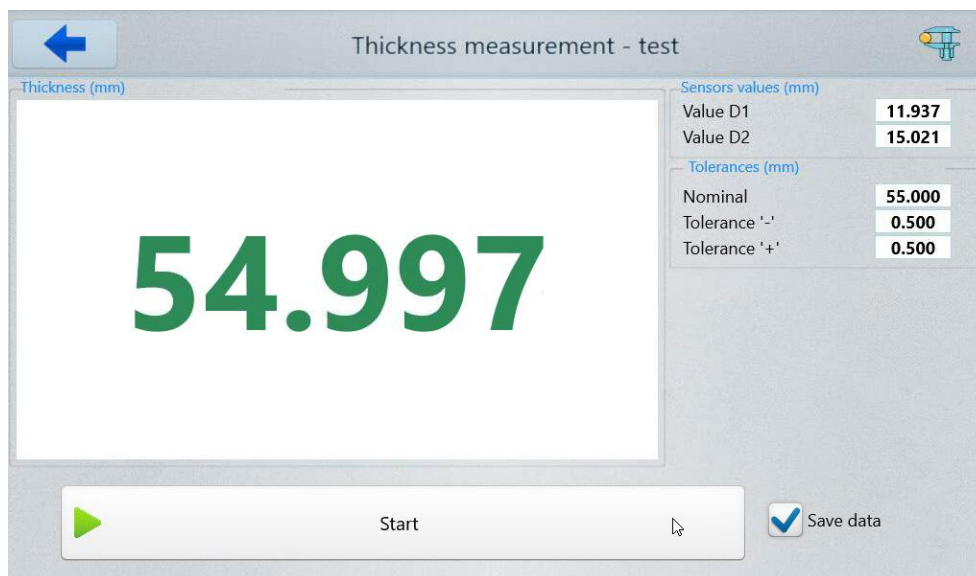 Thickness measurement - test
Thickness (mm)
54.997
Sensors values (mm)
Value D1 11.937
Value D2 15.021
Tolerances (mm)
Nominal 55.000
Tolerance '-' 0.500
Tolerance '+' 0.500
Start
Save data